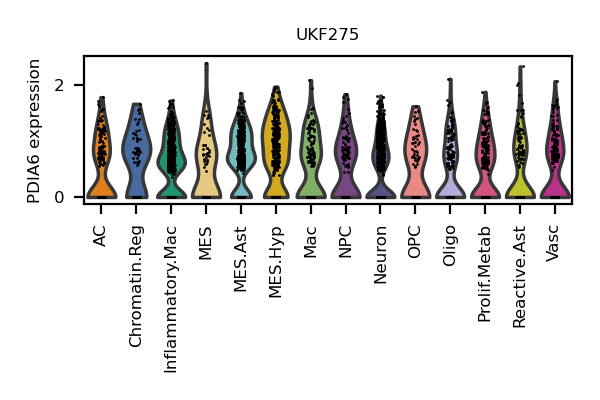 UKF275
PDIA6 expression
2
0
AC
Chromatin.Reg
Inflammatory.Mac
MES
MES.Ast
MES.Hyp
Mac
NPC
Neuron
OPC
Oligo
Prolif.Metab
Reactive.Ast
Vasc